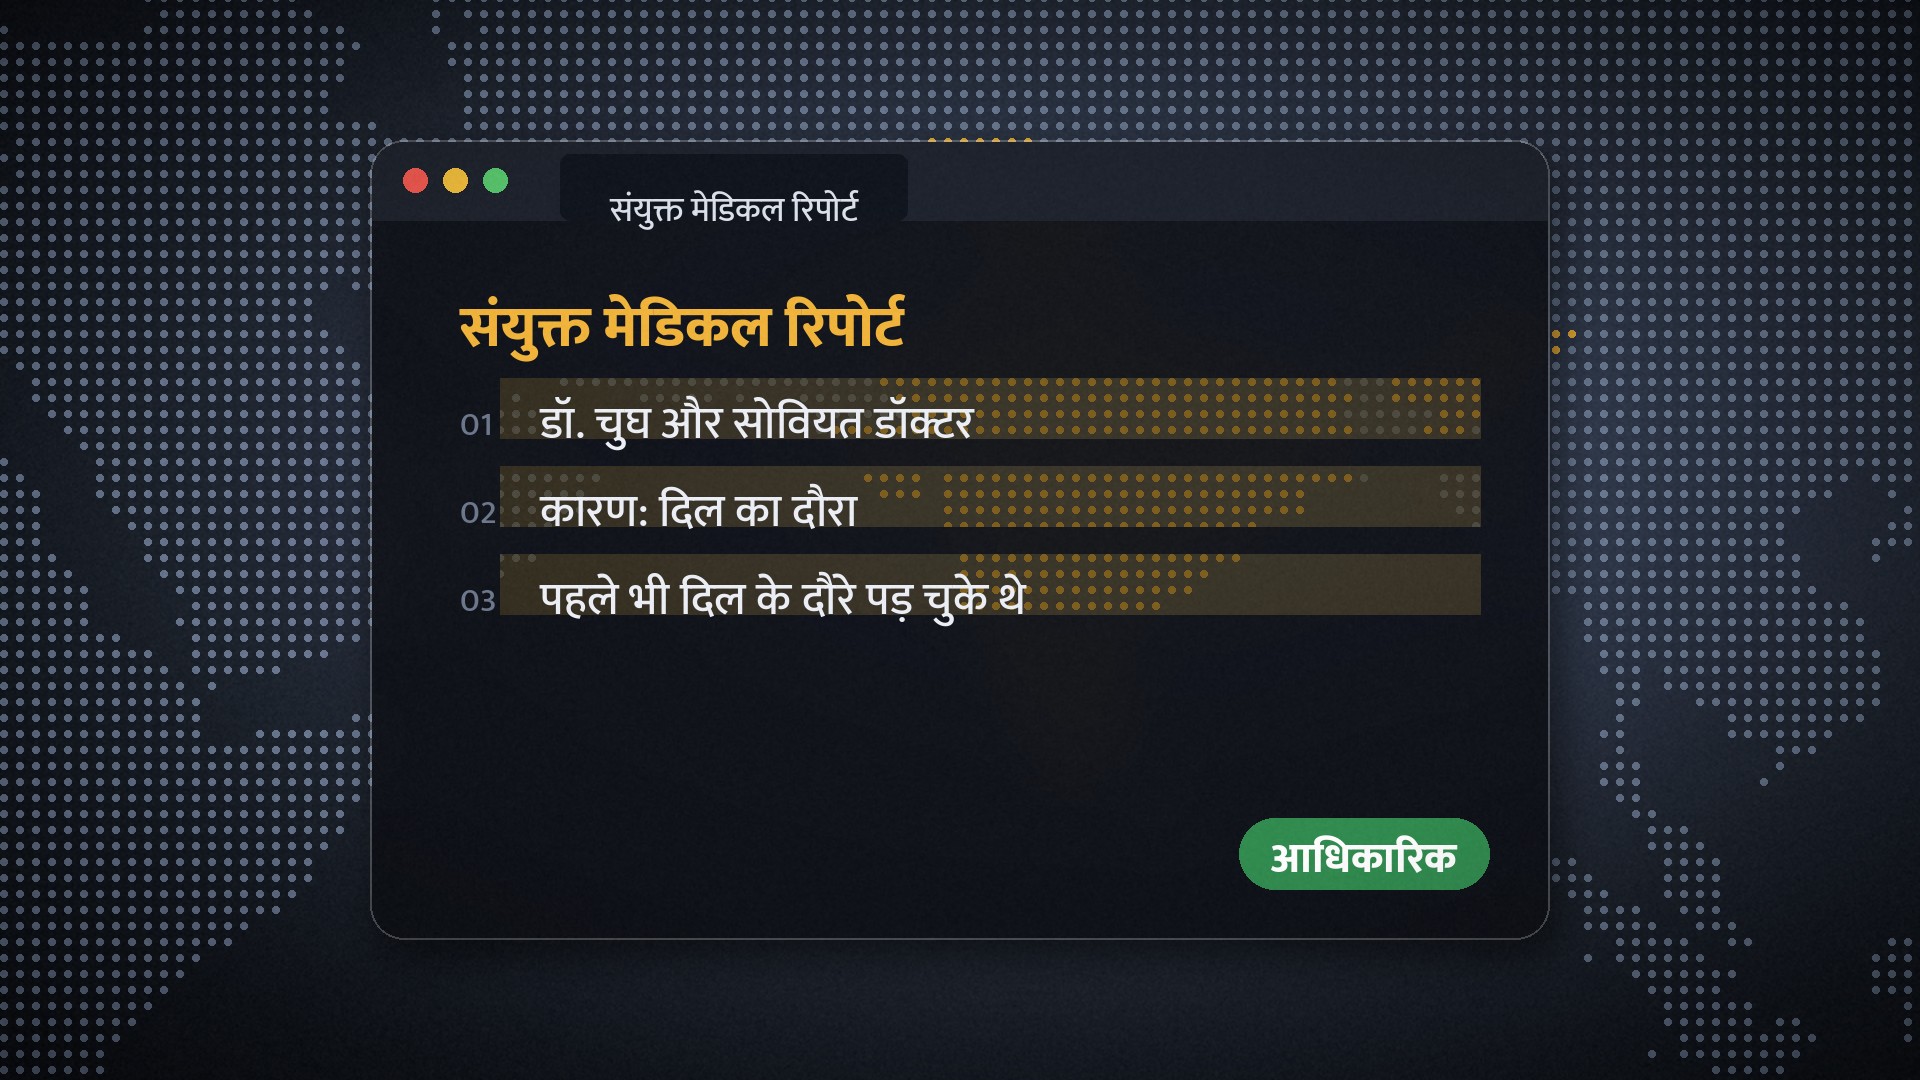 संयुक्त मेडिकल रिपोर्ट
संयुक्त मेडिकल रिपोर्ट
01 डॉ. चुघ और सोवियत डॉक्टर
02 कारण: दिल का दौरा
03 पहले भी दिल के दौरे पड़ चुके थे
आधिकारिक